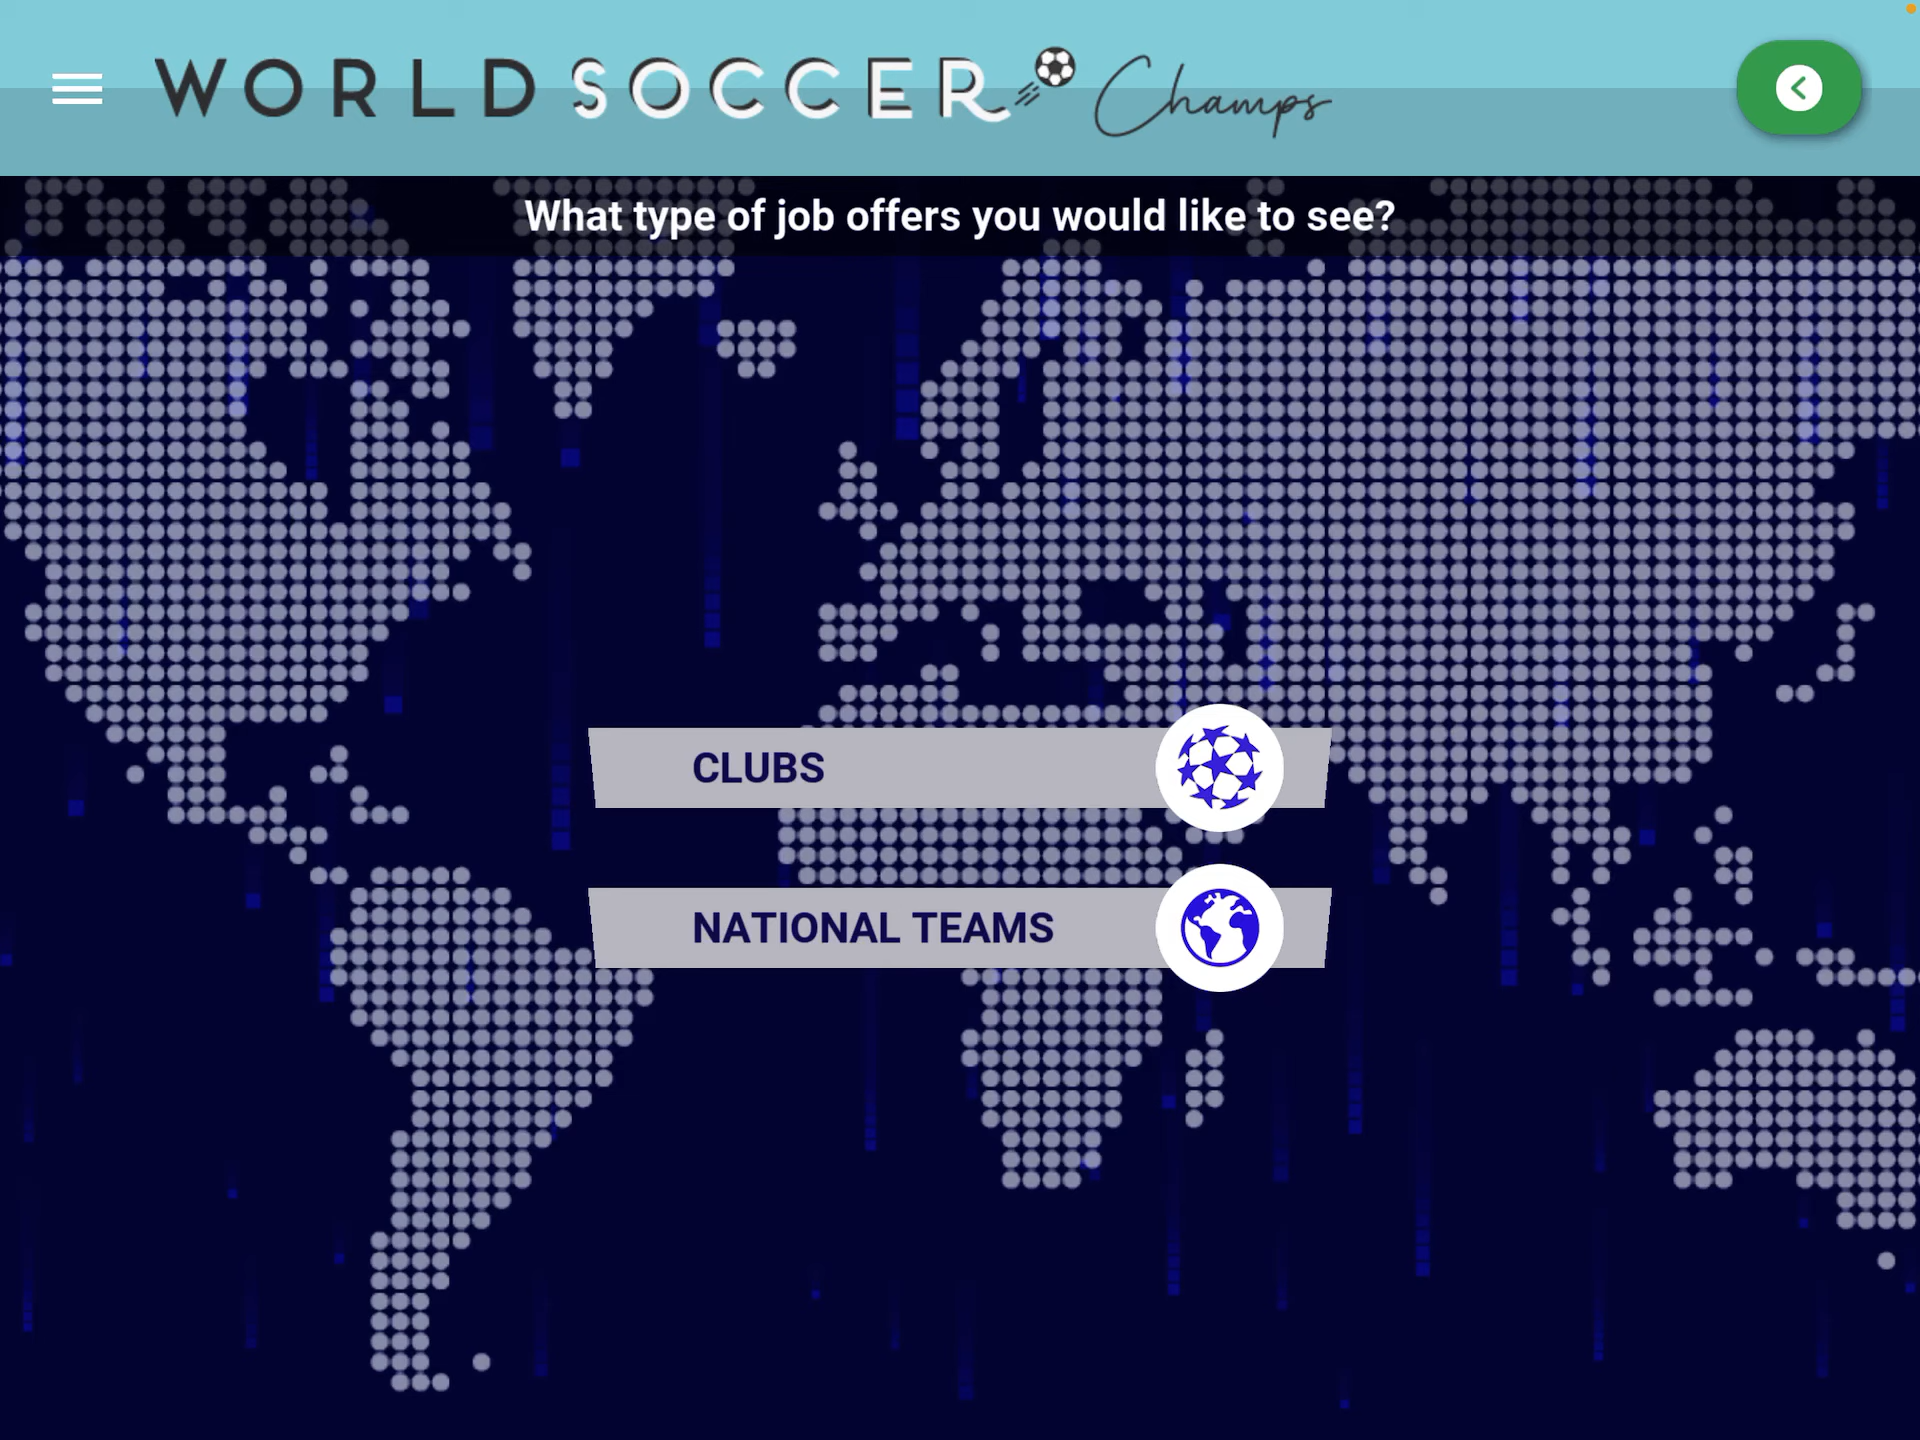 WORLD SOCCER Champs
What type of job offers you would like to see?
CLUBS
NATIONAL TEAMS